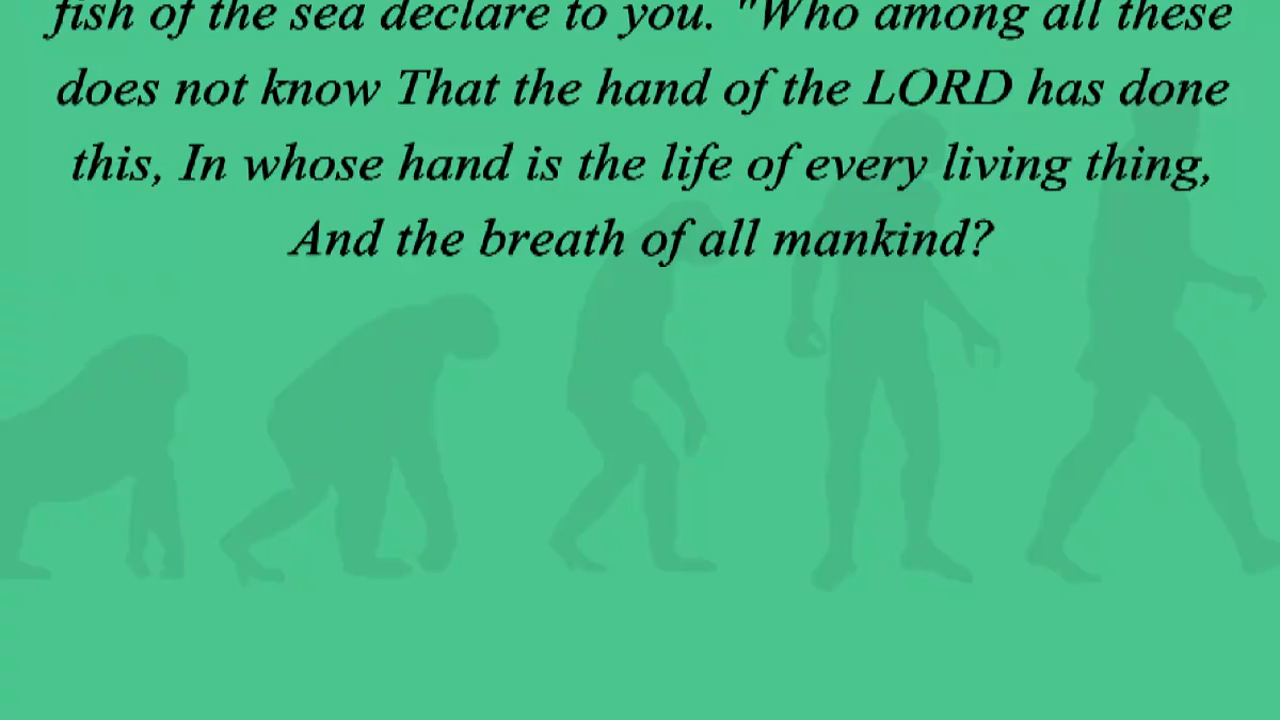 fish of the sea declare to you. "Who among all these
does not know That the hand of the LORD has done
this, In whose hand is the life of every living thing,
And the breath of all mankind?